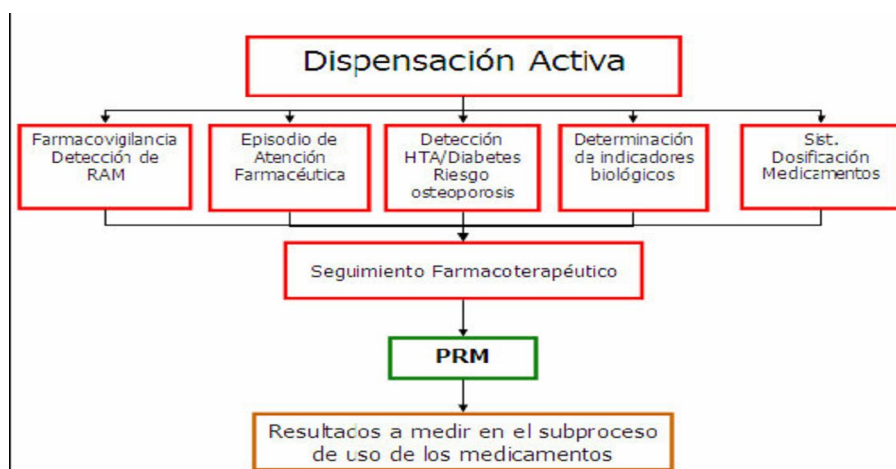 Dispensación Activa
Farmacovigilancia
Detección de
RAM
Episodio de
Atención
Farmacéutica
Detección
HTA/Diabetes
Riesgo
osteoporosis
Determinación
de indicadores
biológicos
Sist.
Dosificación
Medicamentos
Seguimiento Farmacoterapéutico
PRM
Resultados a medir en el subproceso
de uso de los medicamentos